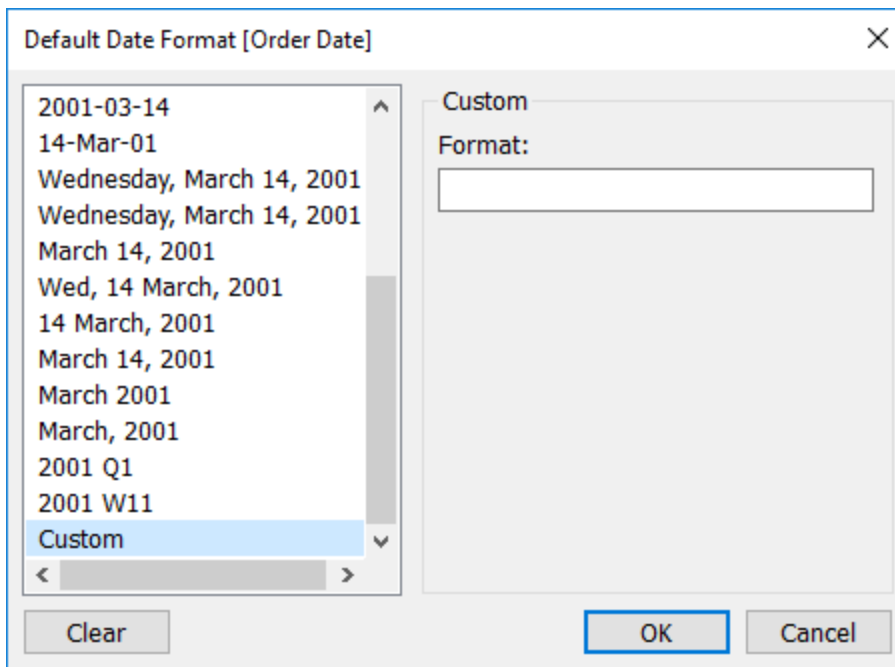 Default Date Format [Order Date]
2001-03-14
14-Mar-01
Wednesday, March 14, 2001
Wednesday, March 14, 2001
March 14, 2001
Wed, 14 March, 2001
14 March, 2001
March 14, 2001
March 2001
March, 2001
2001 Q1
2001 W11
Custom
Custom
Format:
Clear
OK
Cancel